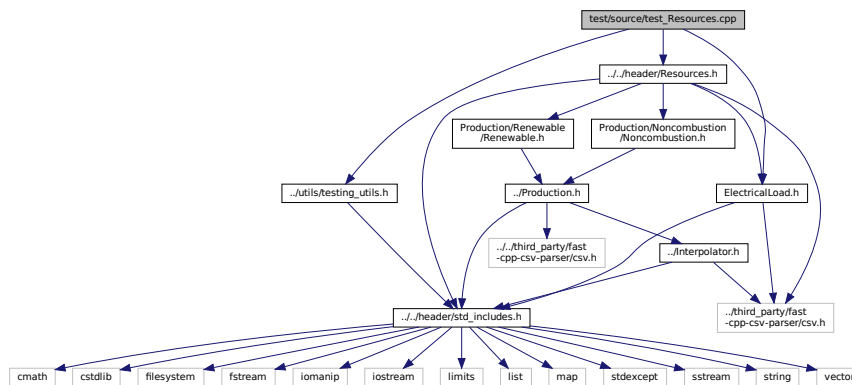 test/source/test_Resources.cpp
../../header/Resources.h
Production/Renewable
/Renewable.h
Production/Noncombustion
/Noncombustion.h
../utils/testing_utils.h
../Production.h
ElectricalLoad.h
../../third_party/fast
-cpp-csv-parser/csv.h
../Interpolator.h
../third_party/fast
-cpp-csv-parser/csv.h
../../header/std_includes.h
cmath
cstdlib
filesystem
fstream
iomanip
iostream
limits
list
map
stdexcept
sstream
string
vector